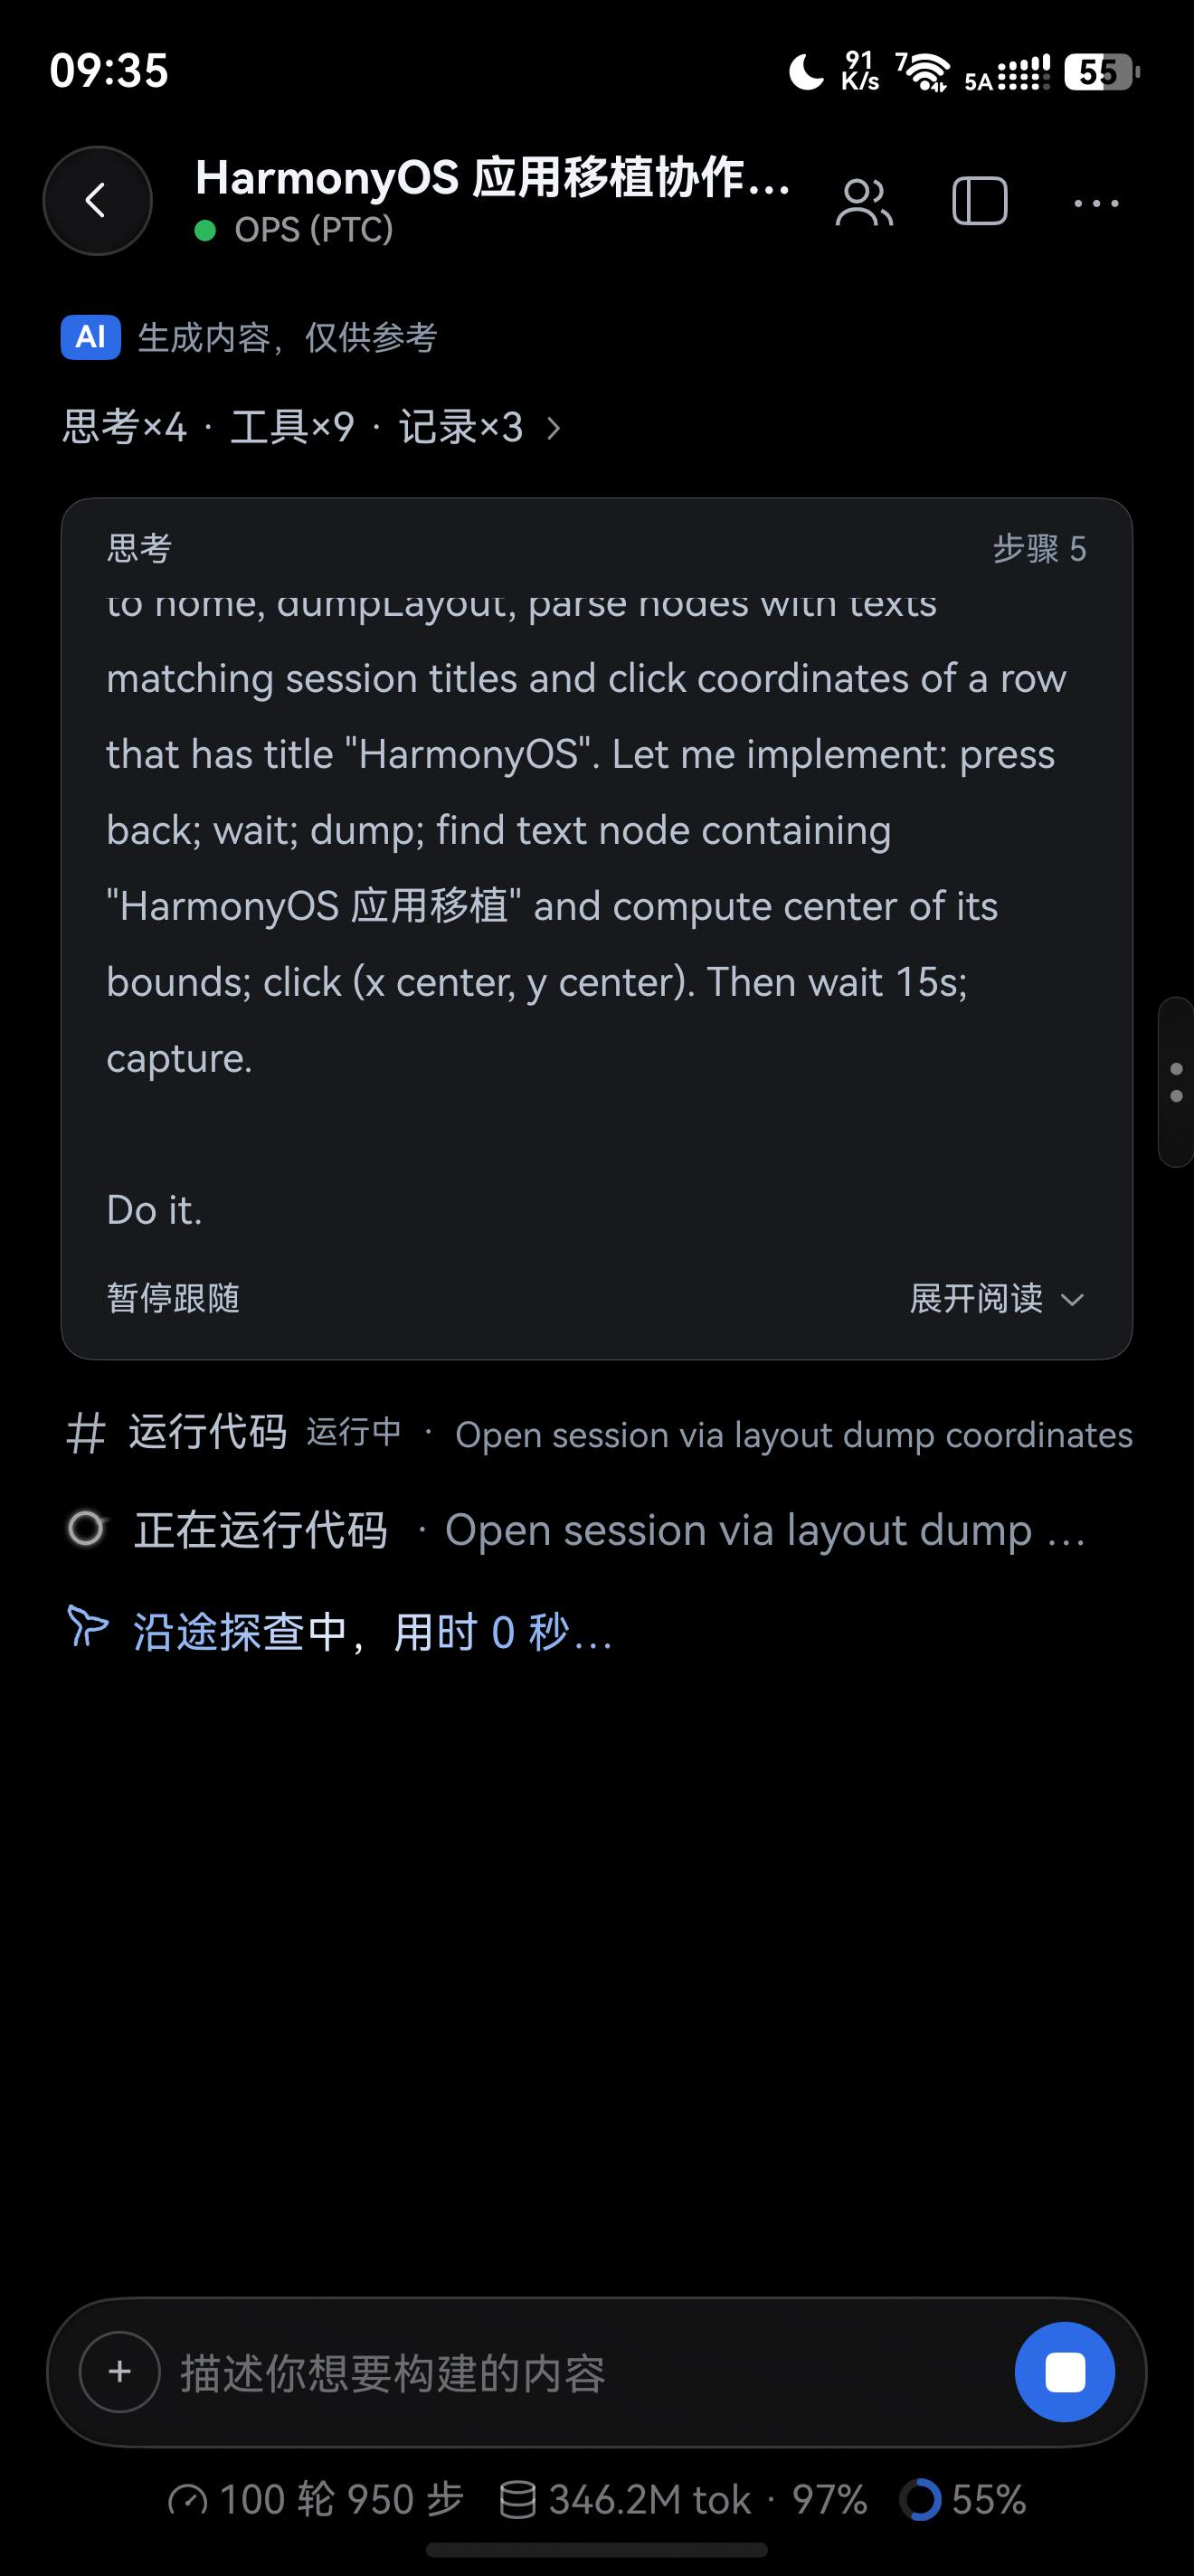 09:35
91 K/s 7 5A 55
HarmonyOS 应用移植协作...
OPS (PTC)
AI 生成内容，仅供参考
思考×4 · 工具×9 · 记录×3
思考 步骤 5
to home, dumpLayout, parse nodes with texts
matching session titles and click coordinates of a row
that has title "HarmonyOS". Let me implement: press
back; wait; dump; find text node containing
"HarmonyOS 应用移植" and compute center of its
bounds; click (x center, y center). Then wait 15s;
capture.
Do it.
暂停跟随 展开阅读
运行代码 运行中 · Open session via layout dump coordinates
正在运行代码 · Open session via layout dump ...
沿途探查中，用时 0 秒...
描述你想要构建的内容
100 轮 950 步 346.2M tok · 97% 55%